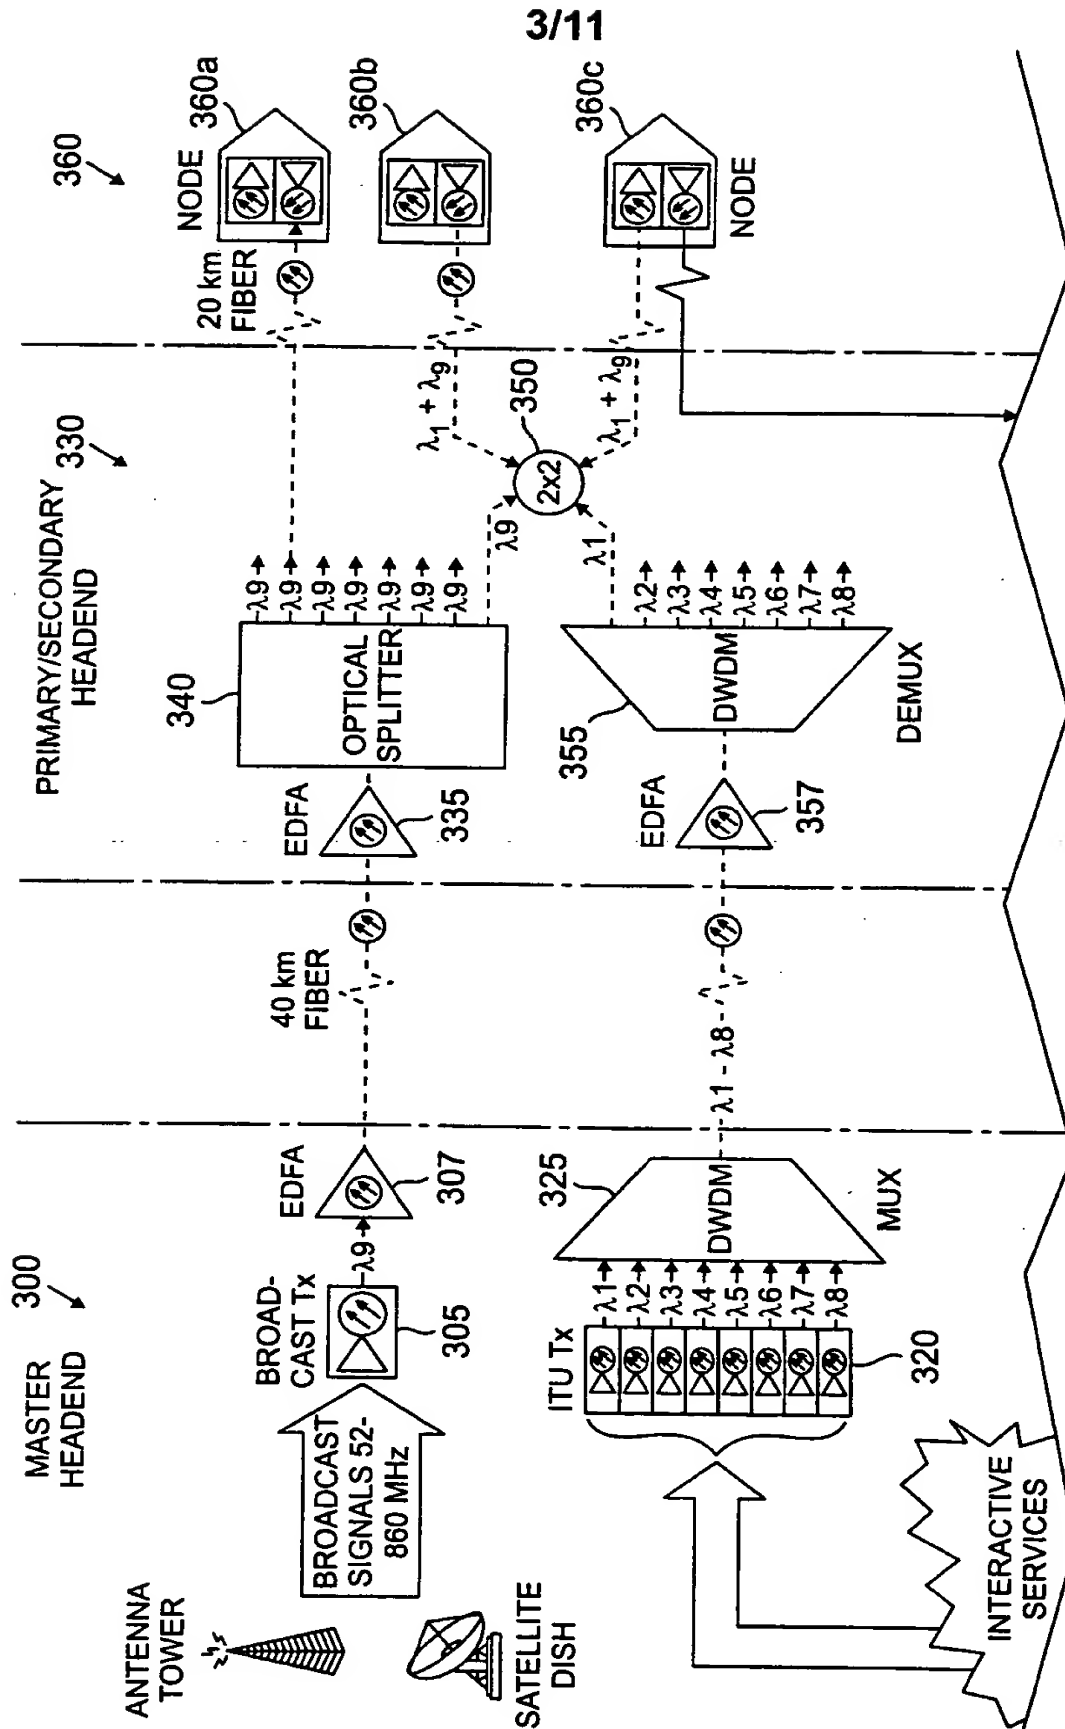 3/11
MASTER
HEADEND
300
PRIMARY/SECONDARY
HEADEND
330
360
ANTENNA
TOWER
SATELLITE
DISH
BROADCAST
SIGNALS 52-
860 MHz
BROAD-
CAST Tx
305
λ9
EDFA
307
40 km
FIBER
EDFA
335
340
OPTICAL
SPLITTER
λ9
λ9
λ9
λ9
λ9
λ9
λ9
λ9
20 km
FIBER
NODE
360a
360b
λ1 + λ9
350
2x2
λ1 + λ9
360c
NODE
INTERACTIVE
SERVICES
ITU Tx
320
λ1
λ2
λ3
λ4
λ5
λ6
λ7
λ8
325
DWDM
MUX
λ1 - λ8
EDFA
357
355
DWDM
DEMUX
λ1
λ2
λ3
λ4
λ5
λ6
λ7
λ8